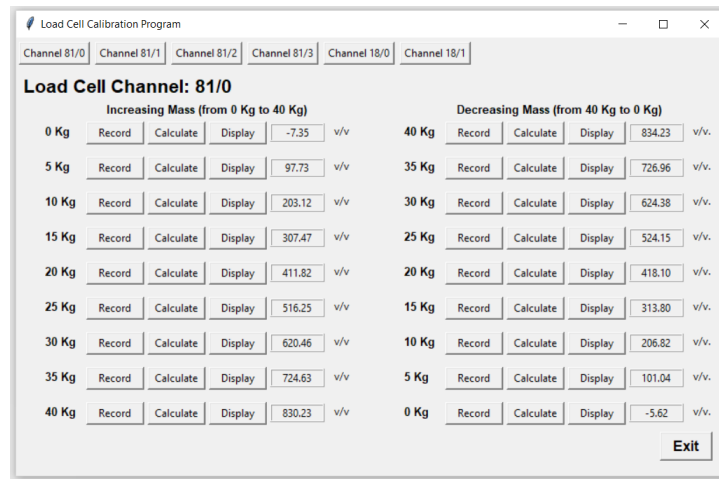 Load Cell Calibration Program
Channel 81/0 Channel 81/1 Channel 81/2 Channel 81/3 Channel 18/0 Channel 18/1
Load Cell Channel: 81/0
Increasing Mass (from 0 Kg to 40 Kg) Decreasing Mass (from 40 Kg to 0 Kg)
0 Kg Record Calculate Display -7.35 v/v 40 Kg Record Calculate Display 834.23 v/v.
5 Kg Record Calculate Display 97.73 v/v 35 Kg Record Calculate Display 726.96 v/v.
10 Kg Record Calculate Display 203.12 v/v 30 Kg Record Calculate Display 624.38 v/v.
15 Kg Record Calculate Display 307.47 v/v 25 Kg Record Calculate Display 524.15 v/v.
20 Kg Record Calculate Display 411.82 v/v 20 Kg Record Calculate Display 418.10 v/v.
25 Kg Record Calculate Display 516.25 v/v 15 Kg Record Calculate Display 313.80 v/v.
30 Kg Record Calculate Display 620.46 v/v 10 Kg Record Calculate Display 206.82 v/v.
35 Kg Record Calculate Display 724.63 v/v 5 Kg Record Calculate Display 101.04 v/v.
40 Kg Record Calculate Display 830.23 v/v 0 Kg Record Calculate Display -5.62 v/v.
Exit